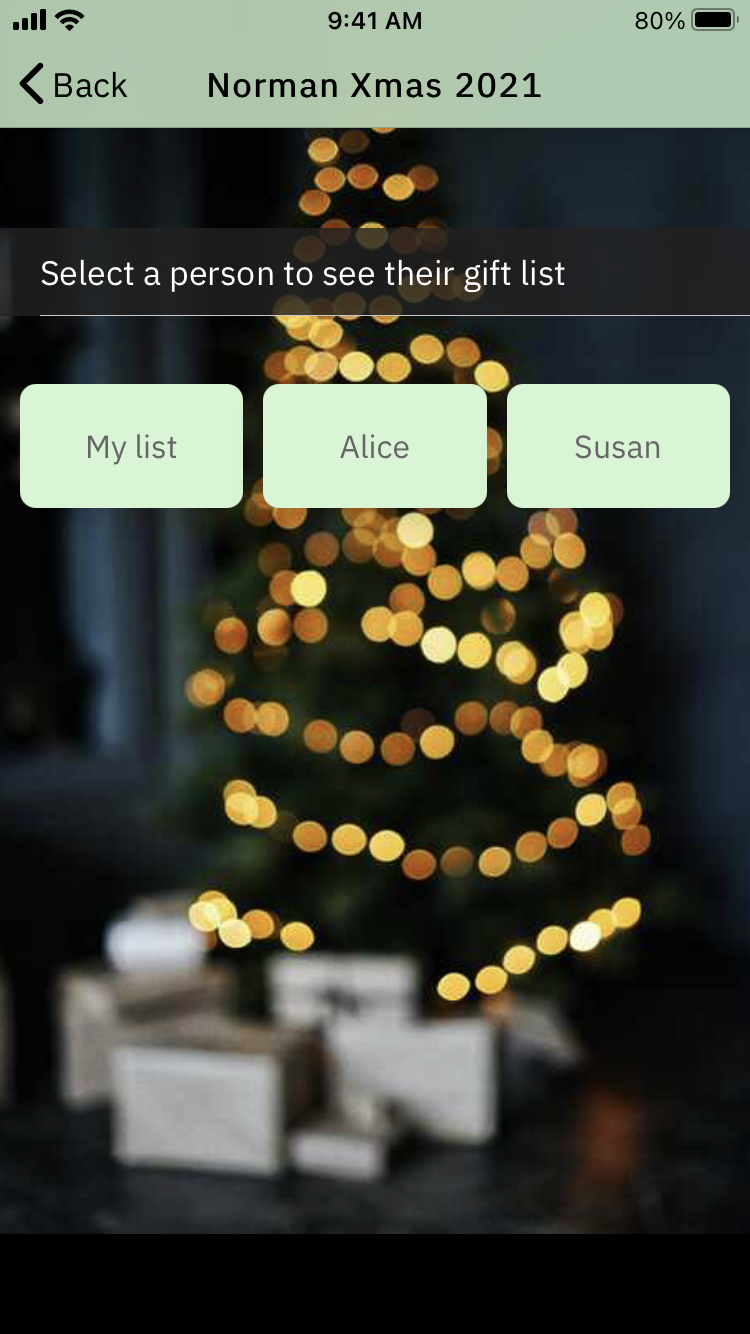 9:41 AM
80%
Back
Norman Xmas 2021
Select a person to see their gift list
My list
Alice
Susan